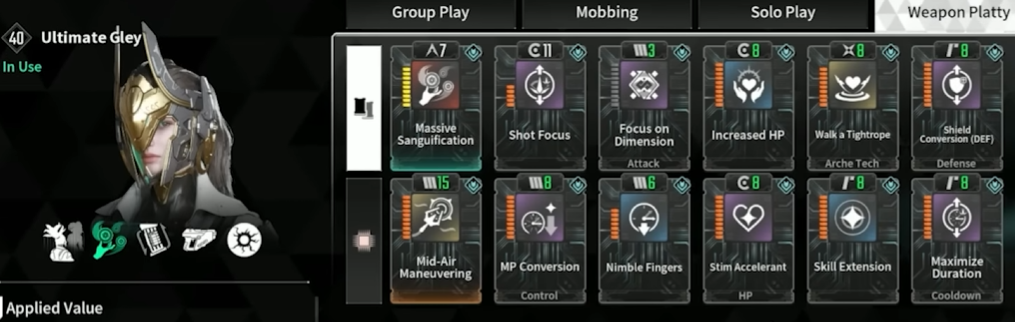 Group Play
Mobbing
Solo Play
Weapon Platty
40
Ultimate Gley
In Use
7
11
3
8
8
8
Massive
Sanguification
Shot Focus
Focus on
Dimension
Attack
Increased HP
Walk a Tightrope
Arche Tech
Shield
Conversion (DEF)
Defense
15
8
6
8
8
8
Mid-Air
Maneuvering
MP Conversion
Control
Nimble Fingers
Stim Accelerant
HP
Skill Extension
Maximize
Duration
Cooldown
Applied Value